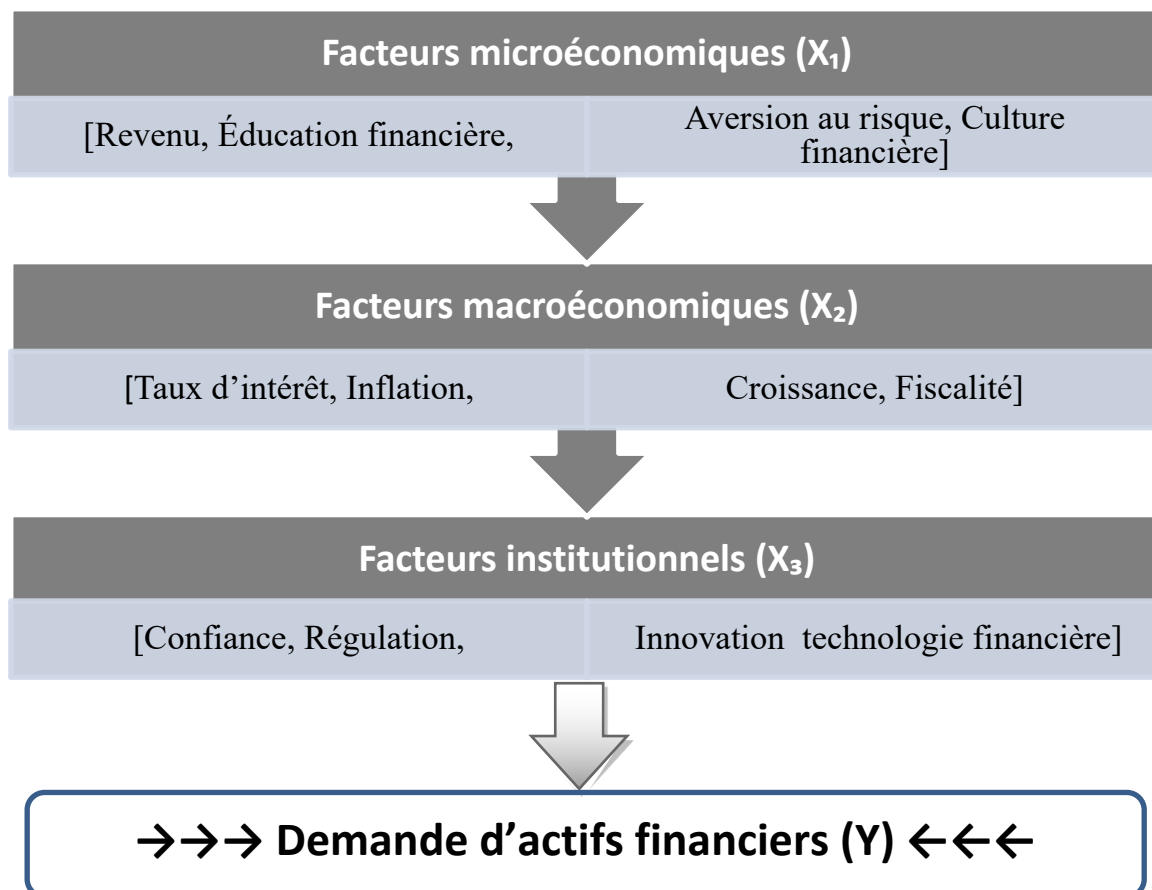 Facteurs microéconomiques (X₁)
[Revenu, Éducation financière,
Aversion au risque, Culture
financière]
Facteurs macroéconomiques (X₂)
[Taux d’intérêt, Inflation,
Croissance, Fiscalité]
Facteurs institutionnels (X₃)
[Confiance, Régulation,
Innovation  technologie financière]
→→→ Demande d’actifs financiers (Y) ←←←